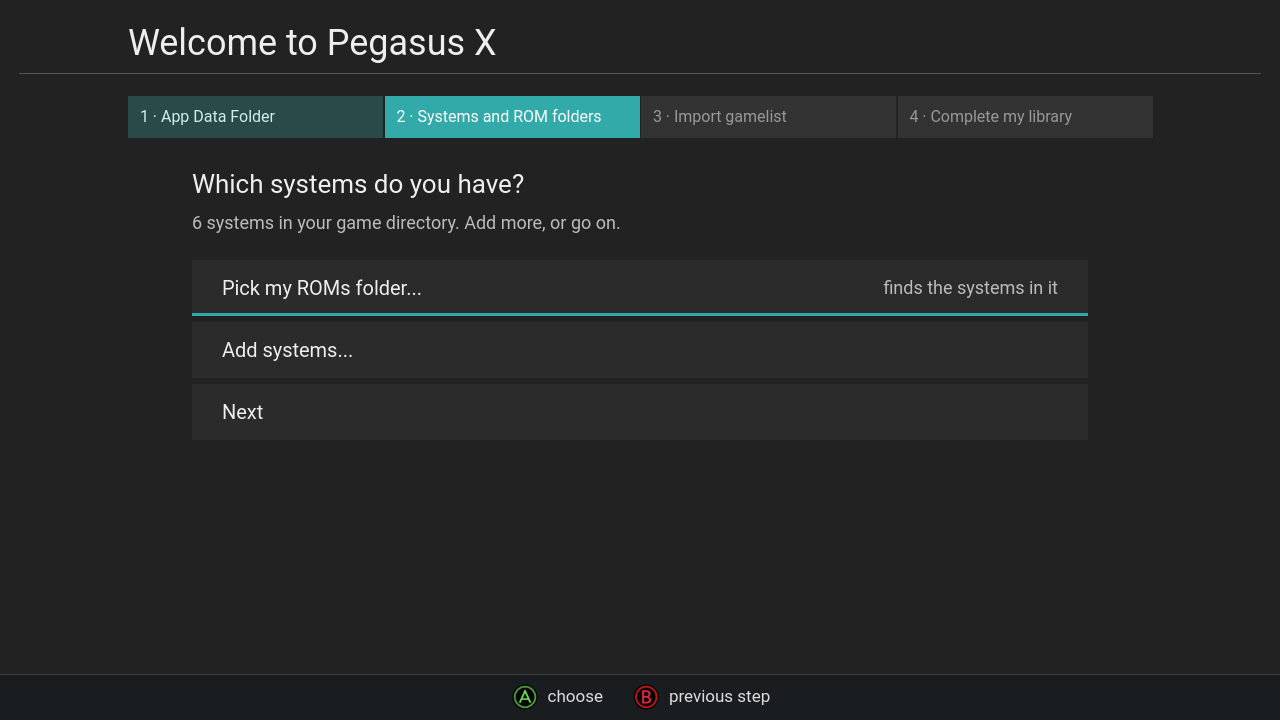 Welcome to Pegasus X
1 · App Data Folder
2 · Systems and ROM folders
3 · Import gamelist
4 · Complete my library
Which systems do you have?
6 systems in your game directory. Add more, or go on.
Pick my ROMs folder... finds the systems in it
Add systems...
Next
A choose B previous step